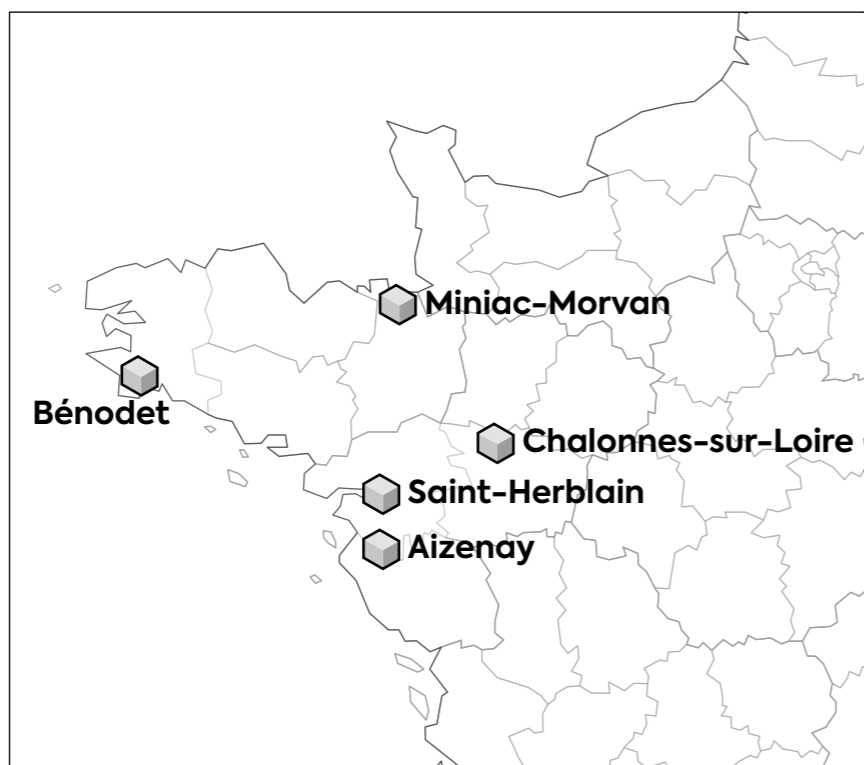 Miniac-Morvan
Bénodet
Chalonnes-sur-Loire
Saint-Herblain
Aizenay